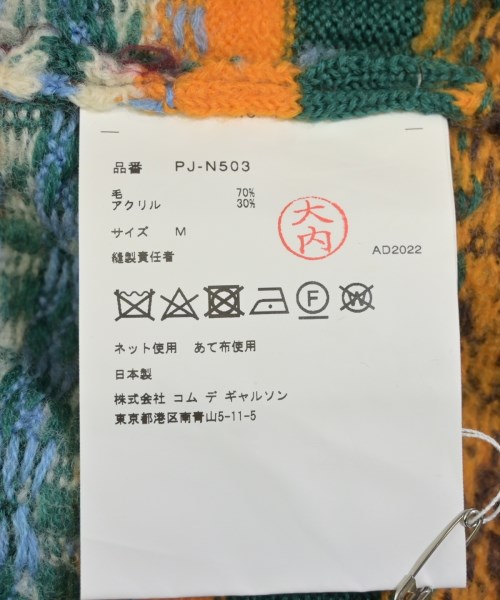 品番 PJ-N503
毛 70%
アクリル 30%
サイズ M
縫製責任者
大内
AD2022
F
W
ネット使用 あて布使用
日本製
株式会社 コム デ ギャルソン
東京都港区南青山5-11-5